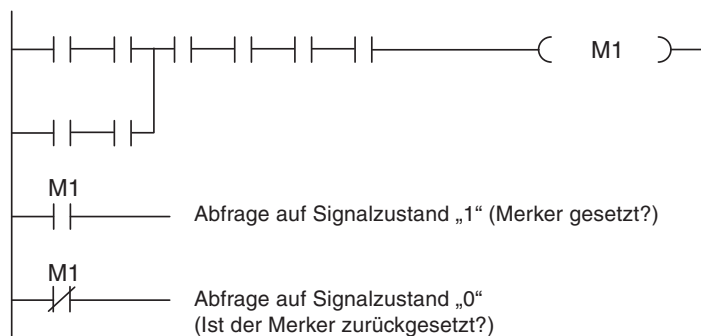 M1
M1
Abfrage auf Signalzustand „1“ (Merker gesetzt?)
M1
Abfrage auf Signalzustand „0“
(Ist der Merker zurückgesetzt?)